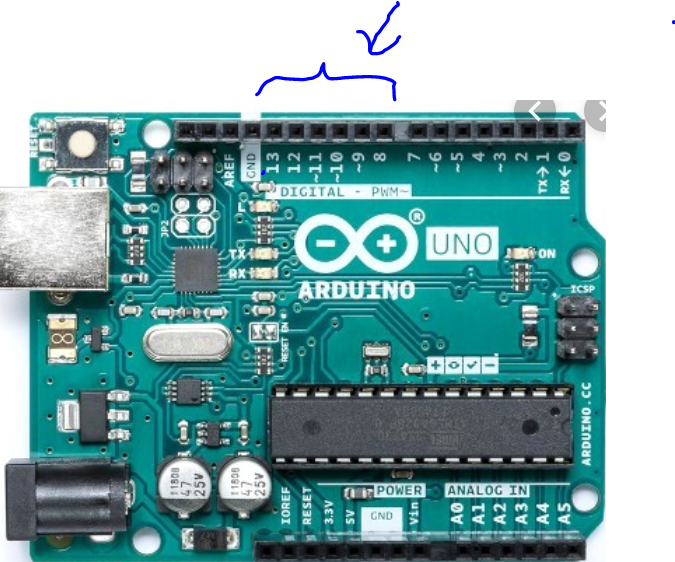 RESET
AREF
GND
13
12
~11
~10
~9
8
7
~6
~5
4
~3
2
TX→1
RX←0
DIGITAL - PWM~
L
JP2
TX
RX
®
UNO
ARDUINO
ON
ICSP
RESET EN
ARDUINO.CC
47
25V
47
25V
IOREF
RESET
3.3V
5V
GND
Vin
POWER
ANALOG IN
A0
A1
A2
A3
A4
A5